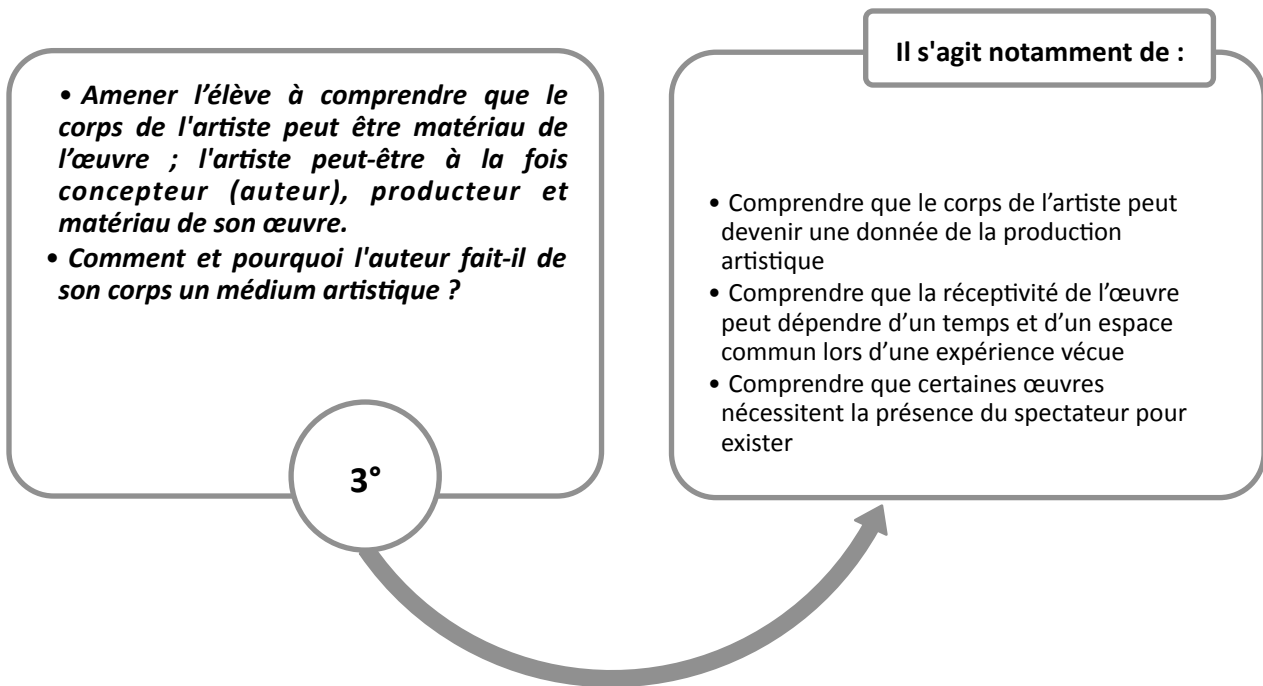 • Amener l’élève à comprendre que le
corps de l'artiste peut être matériau de
l’œuvre ; l'artiste peut-être à la fois
concepteur (auteur), producteur et
matériau de son œuvre.
• Comment et pourquoi l'auteur fait-il de
son corps un médium artistique ?
3°
Il s'agit notamment de :
• Comprendre que le corps de l’artiste peut
devenir une donnée de la production
artistique
• Comprendre que la réceptivité de l’œuvre
peut dépendre d’un temps et d’un espace
commun lors d’une expérience vécue
• Comprendre que certaines œuvres
nécessitent la présence du spectateur pour
exister